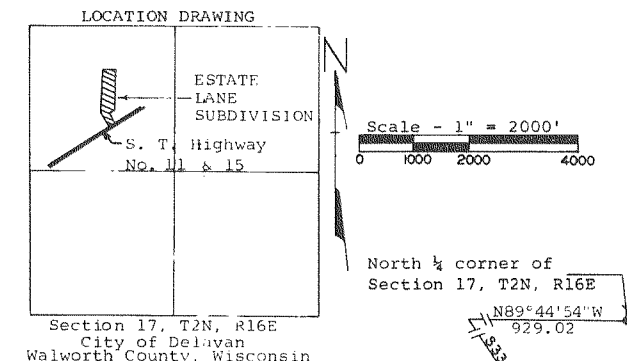 LOCATION DRAWING
N
ESTATE
LANE
SUBDIVISION
S. T. Highway
No. 11 & 15
Scale - 1" = 2000'
0 1000 2000 4000
North ¼ corner of
Section 17, T2N, R16E
N89°44'54"W
929.02
S33
Section 17, T2N, R16E
City of Delavan
Walworth County, Wisconsin